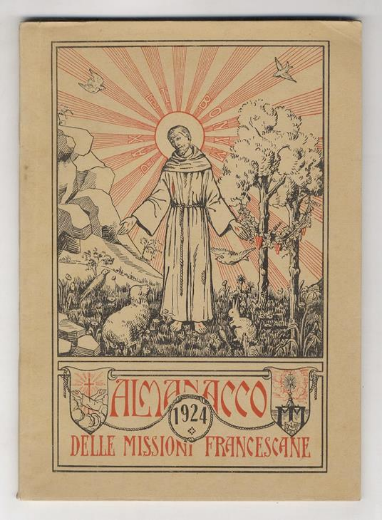 ALMANACCO
1924
DELLE MISSIONI FRANCESCANE